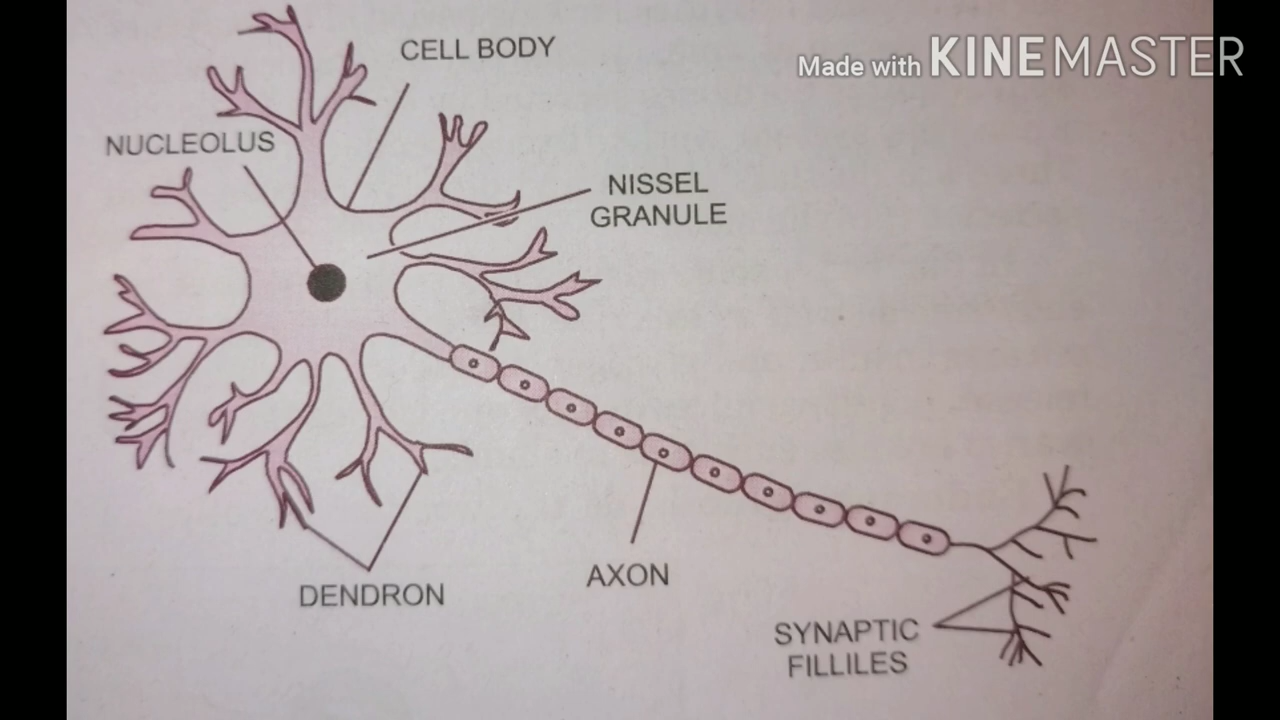 CELL BODY
Made with KINEMASTER
NUCLEOLUS
NISSEL
GRANULE
AXON
DENDRON
SYNAPTIC
FILLILES